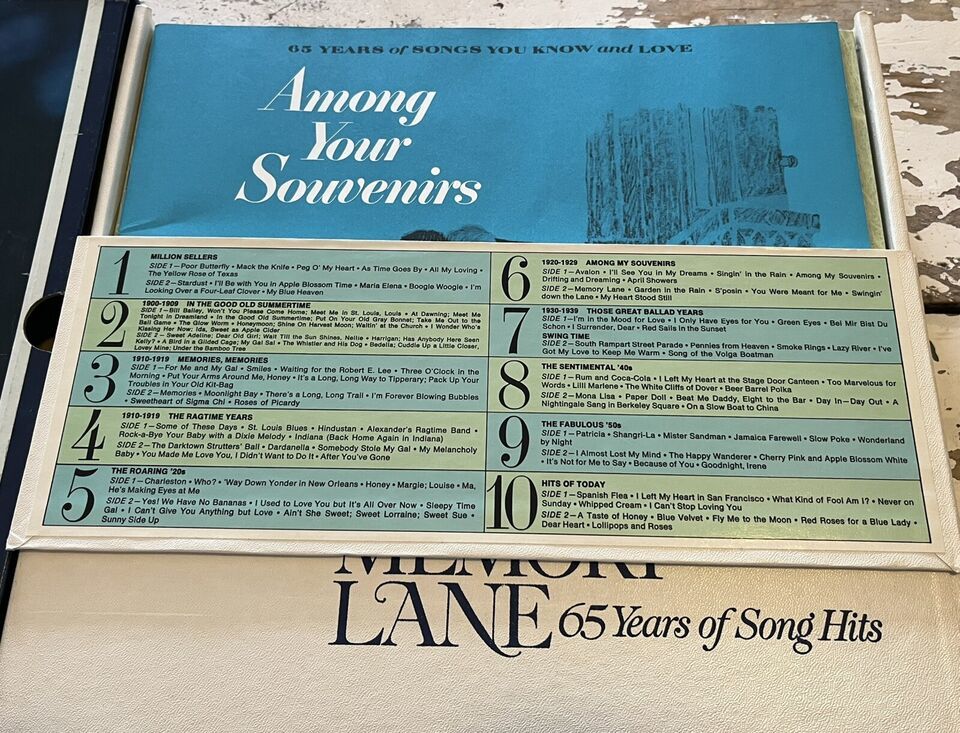 65 YEARS of SONGS YOU KNOW and LOVE
Among
Your
Souvenirs
1
MILLION SELLERS
SIDE 1—Poor Butterfly • Mack the Knife • Peg O' My Heart • As Time Goes By • All My Loving •
The Yellow Rose of Texas
SIDE 2—Stardust • I'll Be with You in Apple Blossom Time • Maria Elena • Boogie Woogie • I'm
Looking Over a Four-Leaf Clover • My Blue Heaven
2
1900-1909 IN THE GOOD OLD SUMMERTIME
SIDE 1—Bill Bailey, Won't You Please Come Home; Meet Me in St. Louis, Louis • At Dawning; Meet Me
Tonight in Dreamland • In the Good Old Summertime; Put On Your Old Gray Bonnet; Take Me Out to the
Ball Game • The Glow Worm • Honeymoon; Shine On Harvest Moon; Waitin' at the Church • I Wonder Who's
Kissing Her Now; Ida, Sweet as Apple Cider
SIDE 2—Sweet Adeline; Dear Old Girl; Wait Till the Sun Shines, Nellie • Harrigan; Has Anybody Here Seen
Kelly? • A Bird in a Gilded Cage; My Gal Sal • The Whistler and His Dog • Bedelia; Cuddle Up a Little Closer,
Lovey Mine; Under the Bamboo Tree
3
1910-1919 MEMORIES, MEMORIES
SIDE 1—For Me and My Gal • Smiles • Waiting for the Robert E. Lee • Three O'Clock in the
Morning • Put Your Arms Around Me, Honey • It's a Long, Long Way to Tipperary; Pack Up Your
Troubles in Your Old Kit-Bag
SIDE 2—Memories • Moonlight Bay • There's a Long, Long Trail • I'm Forever Blowing Bubbles
• Sweetheart of Sigma Chi • Roses of Picardy
4
1910-1919 THE RAGTIME YEARS
SIDE 1—Some of These Days • St. Louis Blues • Hindustan • Alexander's Ragtime Band •
Rock-a-Bye Your Baby with a Dixie Melody • Indiana (Back Home Again in Indiana)
SIDE 2—The Darktown Strutters' Ball • Dardanella • Somebody Stole My Gal • My Melancholy
Baby • You Made Me Love You, I Didn't Want to Do It • After You've Gone
5
THE ROARING '20s
SIDE 1—Charleston • Who? • 'Way Down Yonder in New Orleans • Honey • Margie; Louise • Ma,
He's Making Eyes at Me
SIDE 2—Yes! We Have No Bananas • I Used to Love You but It's All Over Now • Sleepy Time
Gal • I Can't Give You Anything but Love • Ain't She Sweet; Sweet Lorraine; Sweet Sue •
Sunny Side Up
6
1920-1929 AMONG MY SOUVENIRS
SIDE 1—Avalon • I'll See You in My Dreams • Singin' in the Rain • Among My Souvenirs •
Drifting and Dreaming • April Showers
SIDE 2—Memory Lane • Garden in the Rain • S'posin • You Were Meant for Me • Swingin'
down the Lane • My Heart Stood Still
7
1930-1939 THOSE GREAT BALLAD YEARS
SIDE 1—I'm in the Mood for Love • I Only Have Eyes for You • Green Eyes • Bei Mir Bist Du
Schon • I Surrender, Dear • Red Sails in the Sunset
SWING TIME
SIDE 2—South Rampart Street Parade • Pennies from Heaven • Smoke Rings • Lazy River • I've
Got My Love to Keep Me Warm • Song of the Volga Boatman
8
THE SENTIMENTAL '40s
SIDE 1—Rum and Coca-Cola • I Left My Heart at the Stage Door Canteen • Too Marvelous for
Words • Lilli Marlene • The White Cliffs of Dover • Beer Barrel Polka
SIDE 2—Mona Lisa • Paper Doll • Beat Me Daddy, Eight to the Bar • Day In—Day Out • A
Nightingale Sang in Berkeley Square • On a Slow Boat to China
9
THE FABULOUS '50s
SIDE 1—Patricia • Shangri-La • Mister Sandman • Jamaica Farewell • Slow Poke • Wonderland
by Night
SIDE 2—I Almost Lost My Mind • The Happy Wanderer • Cherry Pink and Apple Blossom White
• It's Not for Me to Say • Because of You • Goodnight, Irene
10
HITS OF TODAY
SIDE 1—Spanish Flea • I Left My Heart in San Francisco • What Kind of Fool Am I? • Never on
Sunday • Whipped Cream • I Can't Stop Loving You
SIDE 2—A Taste of Honey • Blue Velvet • Fly Me to the Moon • Red Roses for a Blue Lady •
Dear Heart • Lollipops and Roses
MEMORY
LANE 65 Years of Song Hits